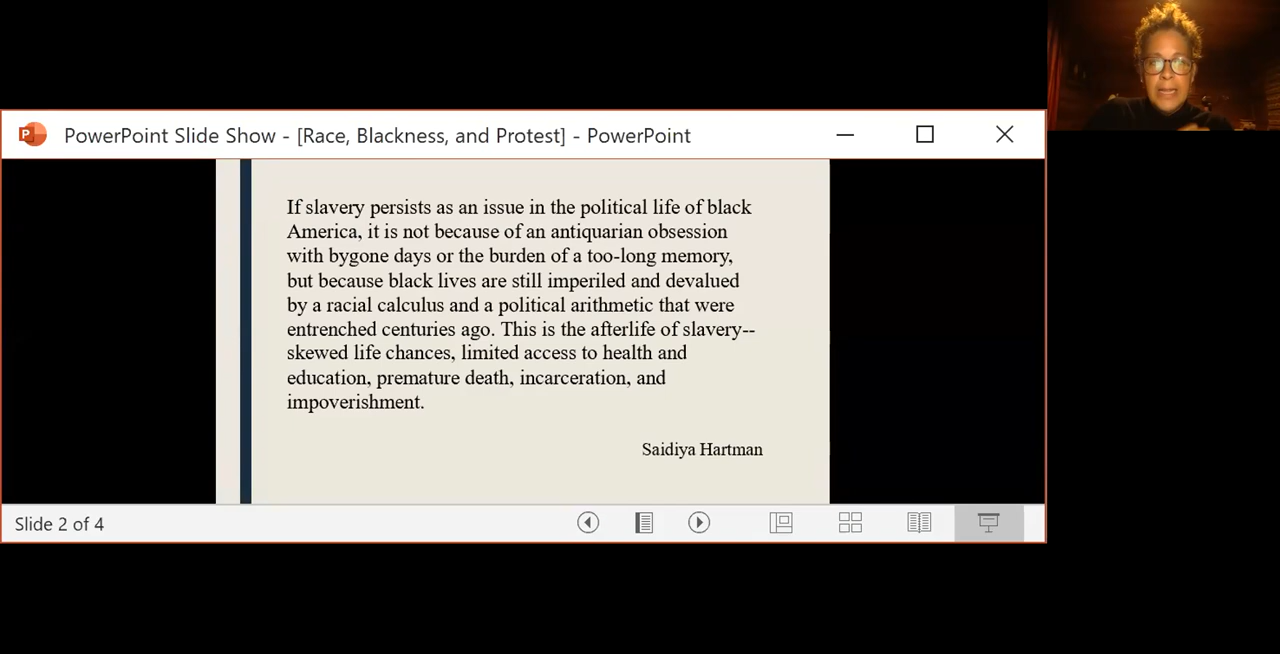 P
PowerPoint Slide Show - [Race, Blackness, and Protest] - PowerPoint
If slavery persists as an issue in the political life of black
America, it is not because of an antiquarian obsession
with bygone days or the burden of a too-long memory,
but because black lives are still imperiled and devalued
by a racial calculus and a political arithmetic that were
entrenched centuries ago. This is the afterlife of slavery--
skewed life chances, limited access to health and
education, premature death, incarceration, and
impoverishment.
Saidiya Hartman
Slide 2 of 4